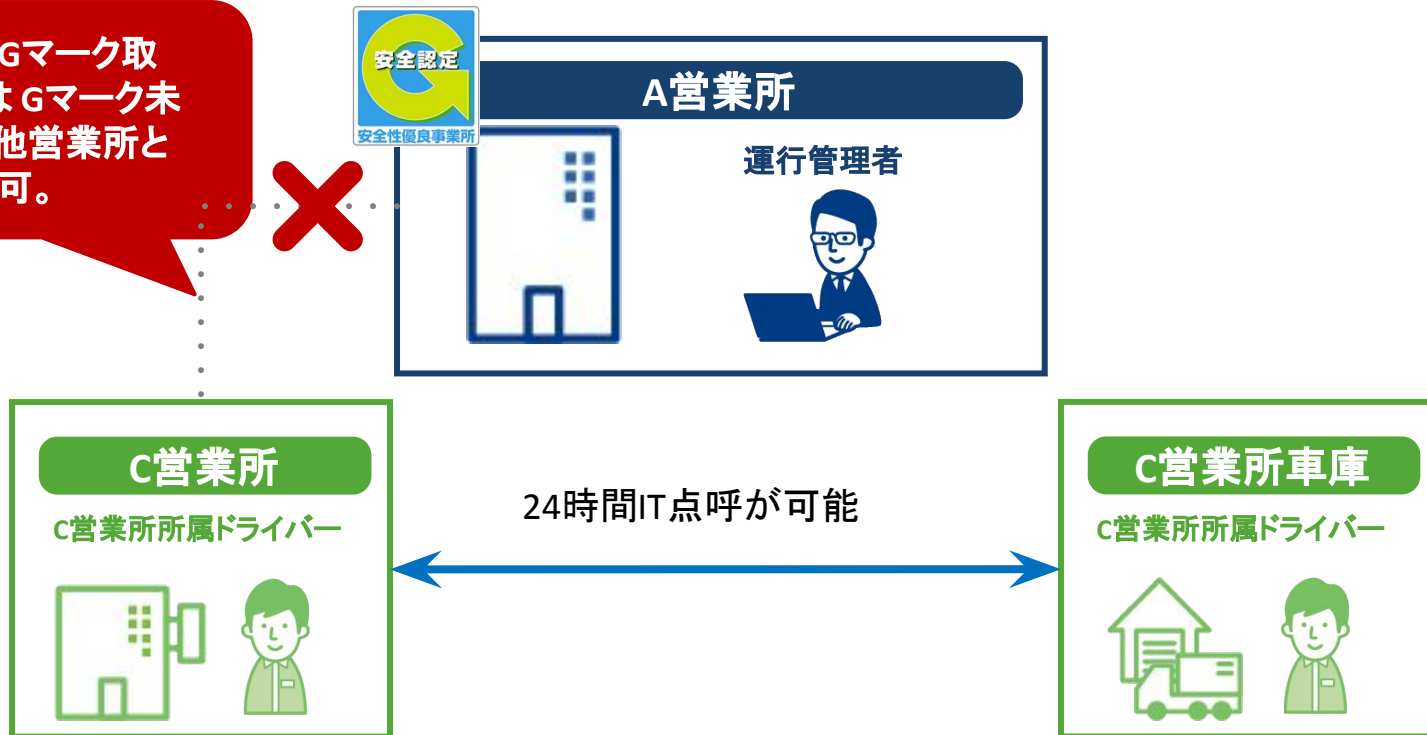 Gマーク取
Gマーク未
他営業所と
可。
安全認定
安全性優良事業所
A営業所
運行管理者
C営業所
C営業所所属ドライバー
24時間IT点呼が可能
C営業所車庫
C営業所所属ドライバー